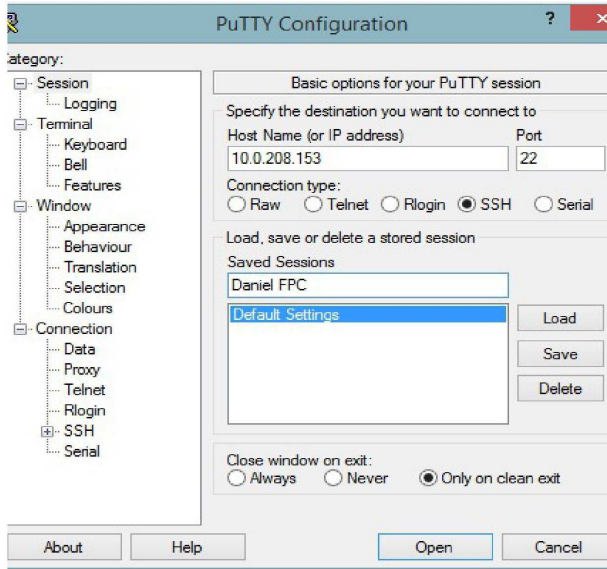 PuTTY Configuration
?
Category:
Session
Logging
Terminal
Keyboard
Bell
Features
Window
Appearance
Behaviour
Translation
Selection
Colours
Connection
Data
Proxy
Telnet
Rlogin
SSH
Serial
Basic options for your PuTTY session
Specify the destination you want to connect to
Host Name (or IP address) Port
10.0.208.153 22
Connection type:
Raw Telnet Rlogin SSH Serial
Load, save or delete a stored session
Saved Sessions
Daniel FPC
Default Settings
Load
Save
Delete
Close window on exit:
Always Never Only on clean exit
About Help Open Cancel